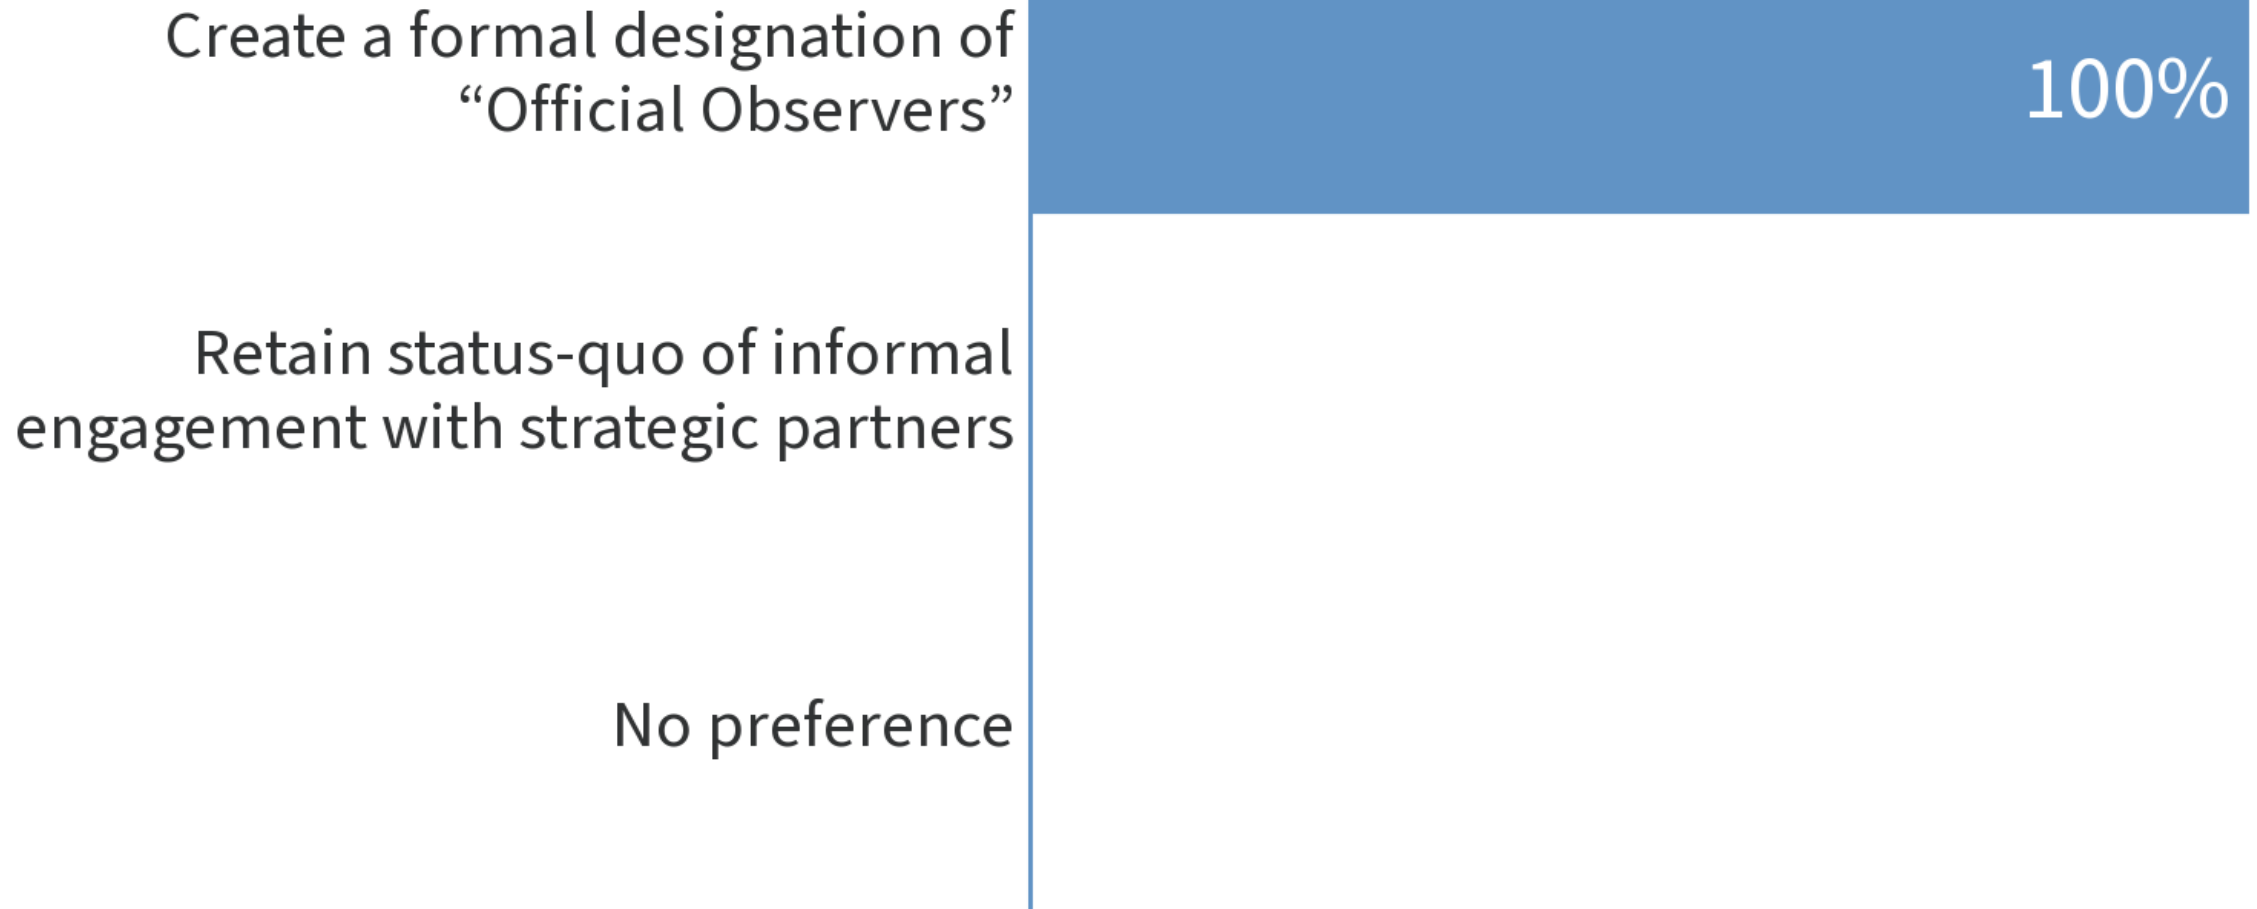 Create a formal designation of
“Official Observers”
100%
Retain status-quo of informal
engagement with strategic partners
No preference